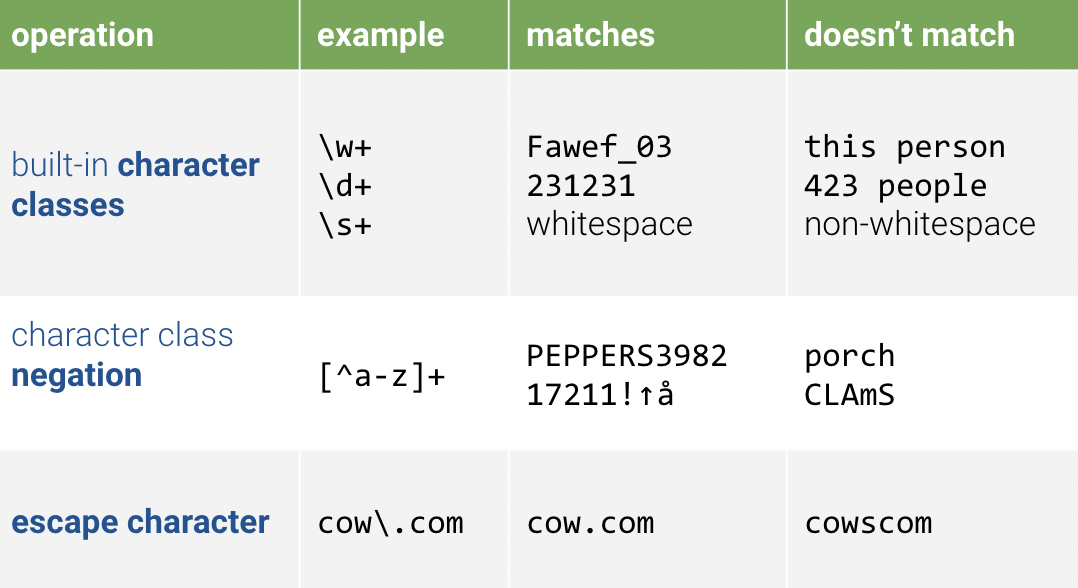 operation example matches doesn’t match
built-in character classes
\w+ Fawef_03 this person
\d+ 231231 423 people
\s+ whitespace non-whitespace
character class negation
[^a-z]+
PEPPERS3982 porch
17211!↑å CLAmS
escape character cow\.com cow.com cowscom